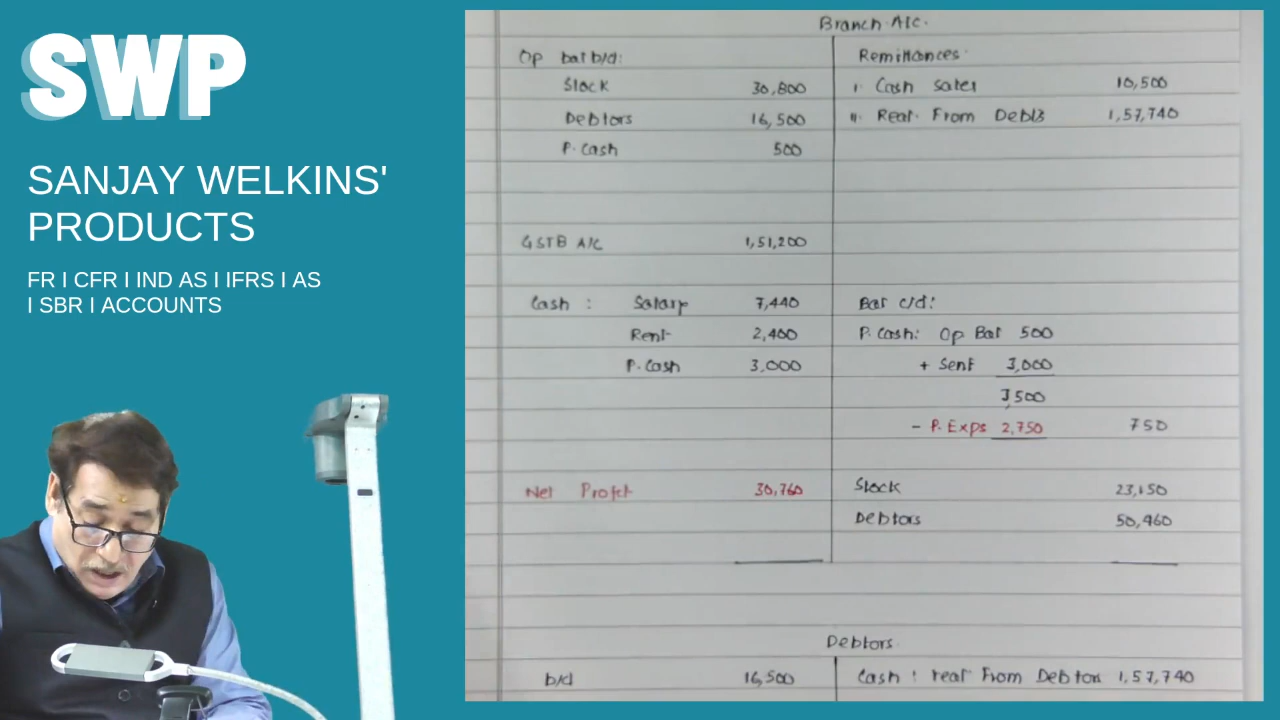 SWP
SANJAY WELKINS'
PRODUCTS
FR I CFR I IND AS I IFRS I AS
I SBR I ACCOUNTS
Branch A/c.
Op bal b/d:
Stock 30,800
Debtors 16,500
P. Cash 500
GSTB A/C 1,51,200
Cash : Salary 7,440
Rent 2,400
P. Cash 3,000
Net Profit 30,760
Remittances
i. Cash sales 10,500
ii. Real. From Debts 1,57,740
Bal c/d:
P. Cash: Op Bal 500
+ Sent 3,000
3,500
- P. Exps 2,750 750
Stock 23,150
Debtors 50,460
Debtors.
b/d 16,500
Cash : real From Debtors 1,57,740